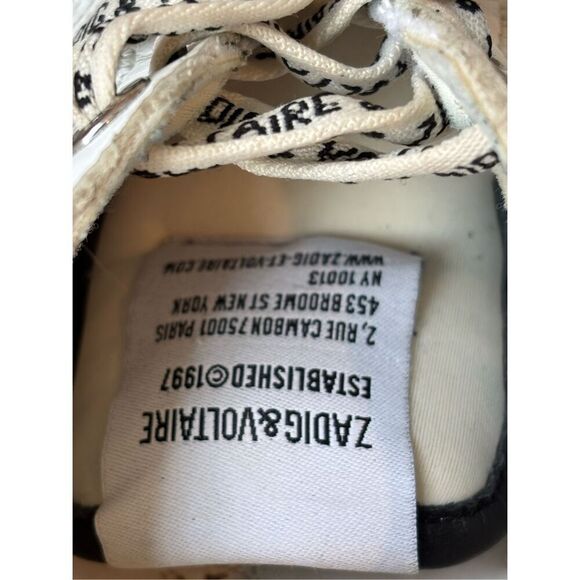 ZADIG&VOLTAIRE
ESTABLISHED©1997
2, RUE CAMBON 75001 PARIS
453 BROOME ST NEW YORK
NY 10013
WWW.ZADIG-ET-VOLTAIRE.COM